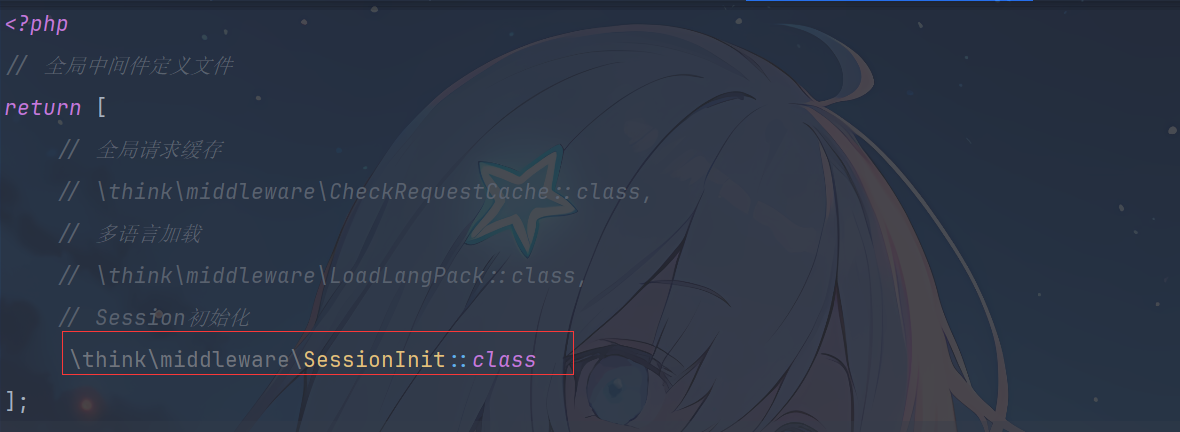 <?php
// 全局中间件定义文件
return [
// 全局请求缓存
// \think\middleware\CheckRequestCache::class,
// 多语言加载
// \think\middleware\LoadLangPack::class,
// Session初始化
\think\middleware\SessionInit::class
];